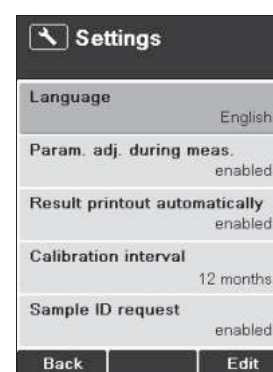 Settings
Language
English
Param. adj. during meas.
enabled
Result printout automatically
enabled
Calibration interval
12 months
Sample ID request
enabled
Back Edit